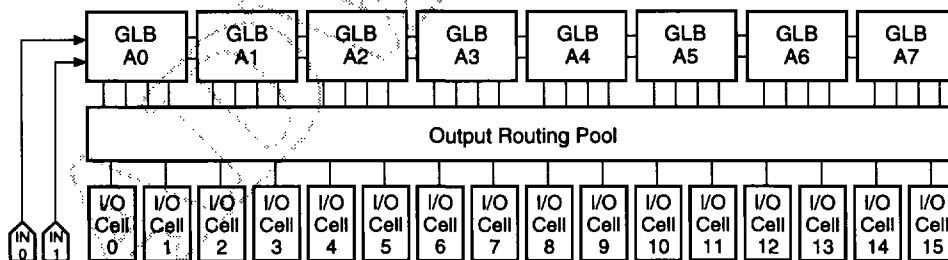 GLB A0
GLB A1
GLB A2
GLB A3
GLB A4
GLB A5
GLB A6
GLB A7
Output Routing Pool
IN 0
IN 1
I/O Cell 0
I/O Cell 1
I/O Cell 2
I/O Cell 3
I/O Cell 4
I/O Cell 5
I/O Cell 6
I/O Cell 7
I/O Cell 8
I/O Cell 9
I/O Cell 10
I/O Cell 11
I/O Cell 12
I/O Cell 13
I/O Cell 14
I/O Cell 15